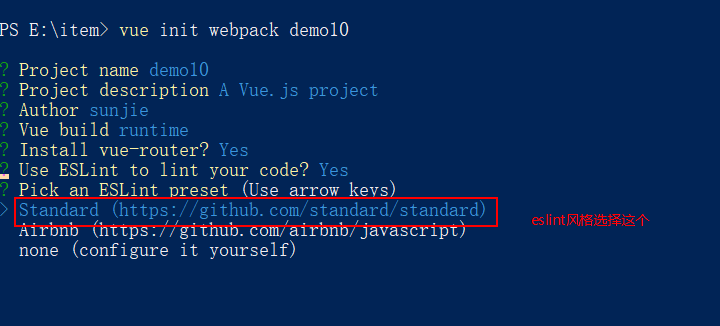 PS E:\item> vue init webpack demo10
? Project name demo10
? Project description A Vue.js project
? Author sunjie
? Vue build runtime
? Install vue-router? Yes
? Use ESLint to lint your code? Yes
? Pick an ESLint preset (Use arrow keys)
> Standard (https://github.com/standard/standard)
eslint风格选择这个
Airbnb (https://github.com/airbnb/javascript)
none (configure it yourself)